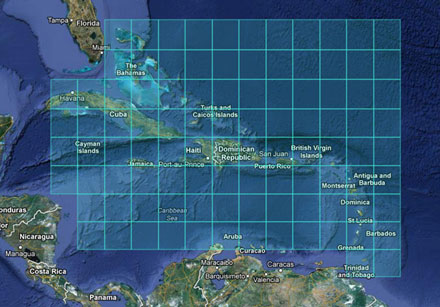 Tampa
Florida
Miami
The
Bahamas
Havana
Cuba
Turks and
Caicos Islands
Cayman
Islands
Haiti
Dominican
Republic
San Juan
British Virgin
Islands
Jamaica
Port-au-Prince
Puerto Rico
Antigua and
Barbuda
Montserrat
Dominica
Caribbean
Sea
St Lucia
Barbados
Honduras
Nicaragua
Managua
Aruba
Curacao
Grenada
Maracaibo
Caracas
Barquisimeto
Valencia
Trinidad
and Tobago
Costa Rica
Panama